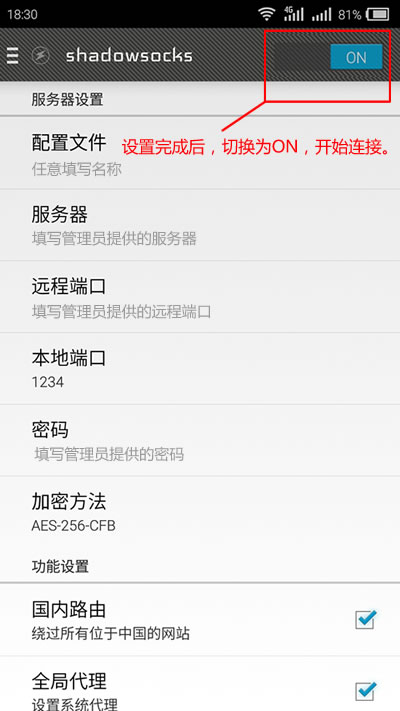 18:30
4G
81%
shadowsocks
ON
服务器设置
设置完成后，切换为ON，开始连接。
配置文件
任意填写名称
服务器
填写管理员提供的服务器
远程端口
填写管理员提供的远程端口
本地端口
1234
密码
填写管理员提供的密码
加密方法
AES-256-CFB
功能设置
国内路由
绕过所有位于中国的网站
全局代理
设置系统代理